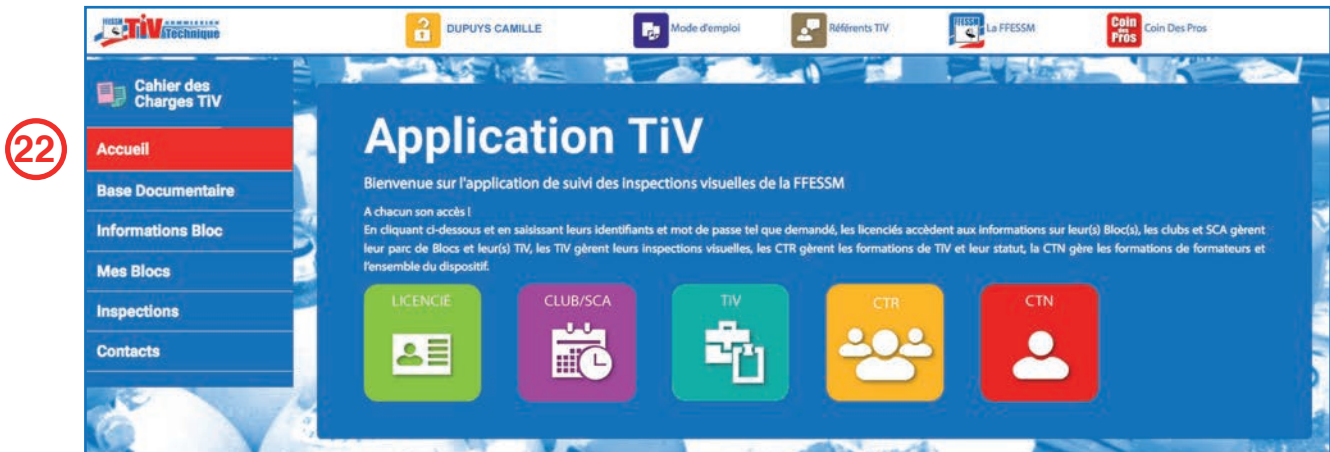 FFESSM TiV COMMISSION Technique
DUPUYS CAMILLE
Mode d'emploi
Référents TIV
FFESSM
La FFESSM
Coin des Pros
Coin Des Pros
Cahier des
Charges TIV
22
Accueil
Base Documentaire
Informations Bloc
Mes Blocs
Inspections
Contacts
Application TiV
Bienvenue sur l'application de suivi des inspections visuelles de la FFESSM
A chacun son accès !
En cliquant ci-dessous et en saisissant leurs identifiants et mot de passe tel que demandé, les licenciés accèdent aux informations sur leur(s) Bloc(s), les clubs et SCA gèrent
leur parc de Blocs et leur(s) TiV, les TiV gèrent leurs inspections visuelles, les CTR gèrent les formations de TiV et leur statut, la CTN gère les formations de formateurs et
l'ensemble du dispositif.
LICENCIÉ
CLUB/SCA
TiV
CTR
CTN